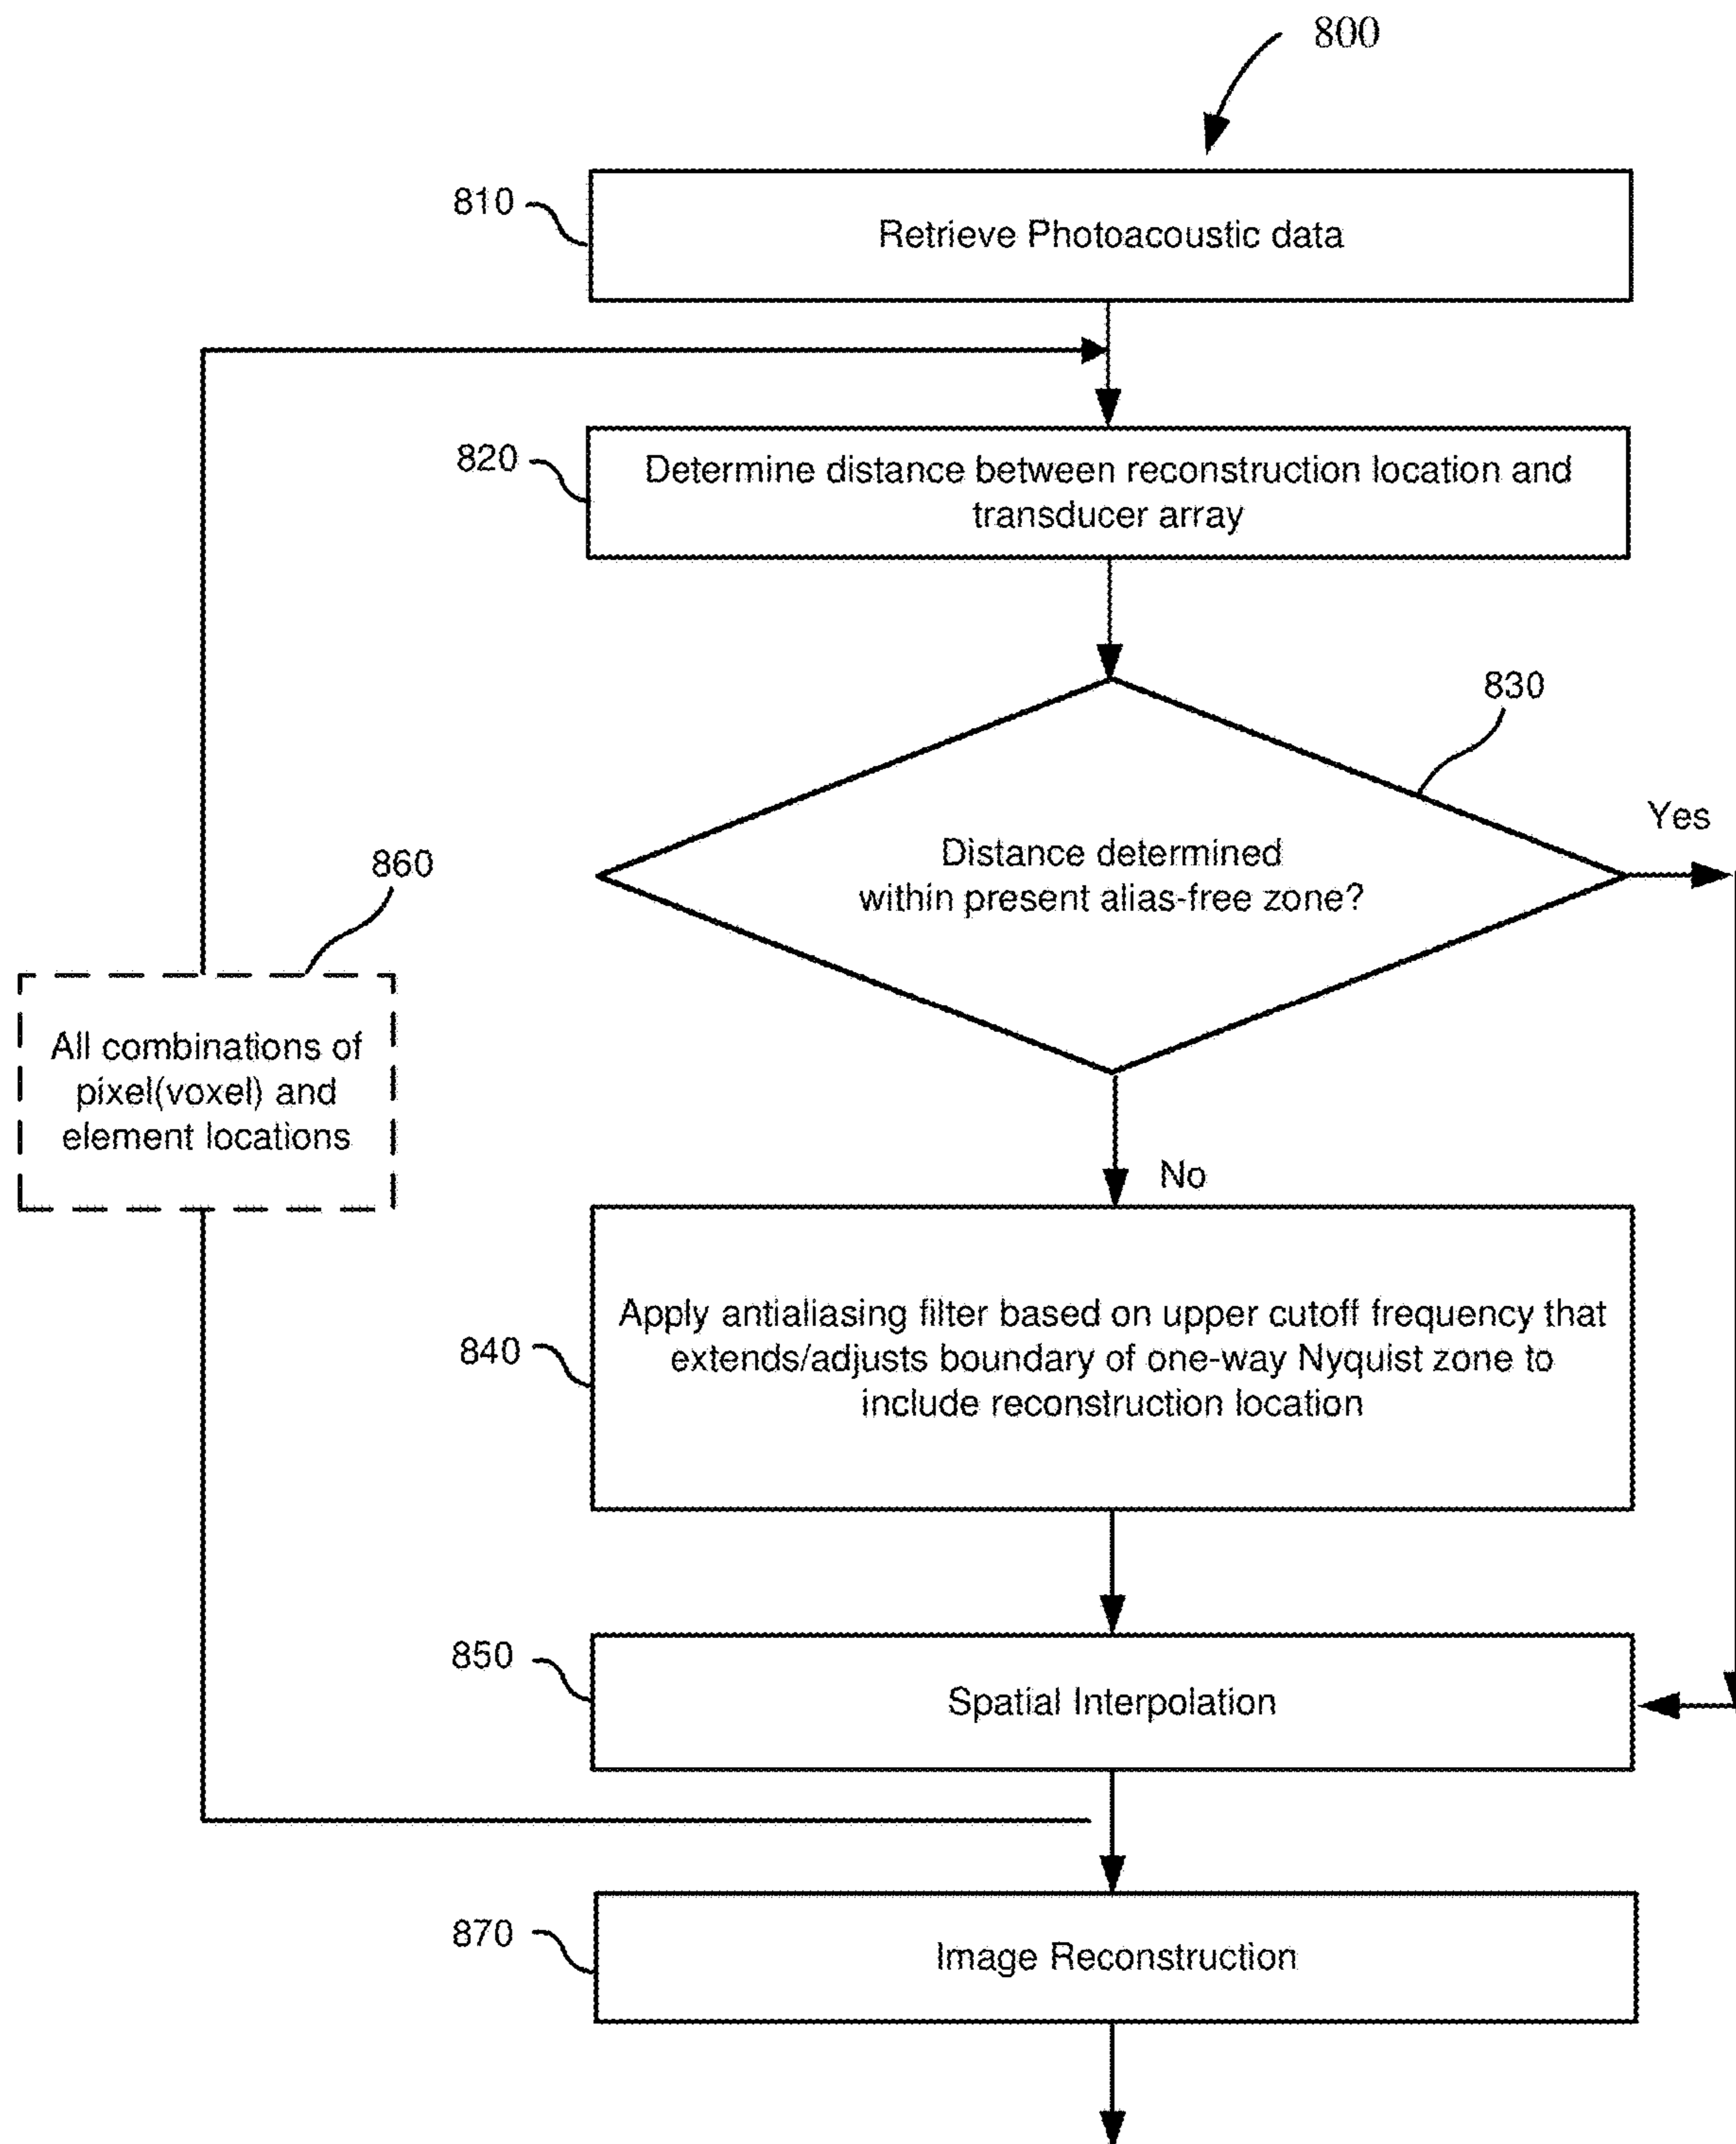 800
810
Retrieve Photoacoustic data
820
Determine distance between reconstruction location and
transducer array
830
Distance determined
within present alias-free zone?
Yes
860
All combinations of
pixel(voxel) and
element locations
No
840
Apply antialiasing filter based on upper cutoff frequency that
extends/adjusts boundary of one-way Nyquist zone to
include reconstruction location
850
Spatial Interpolation
870
Image Reconstruction